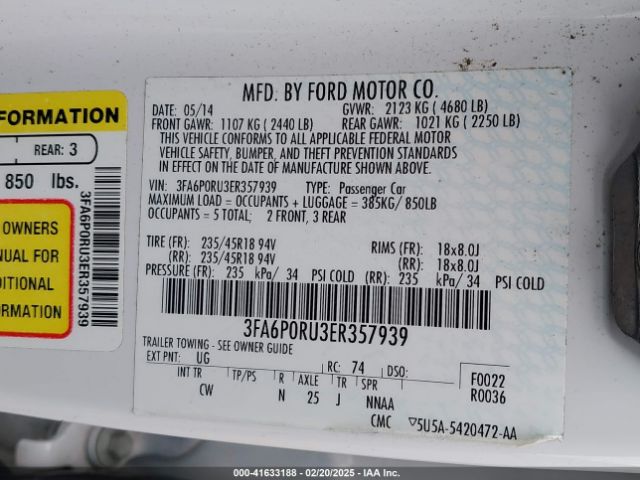 FORMATION
REAR: 3
850 lbs.
OWNERS
NUAL FOR
DITIONAL
RMATION
3FA6P0RU3ER357939
MFD. BY FORD MOTOR CO.
DATE: 05/14 GVWR: 2123 KG ( 4680 LB)
FRONT GAWR: 1107 KG ( 2440 LB) REAR GAWR: 1021 KG ( 2250 LB)
THIS VEHICLE CONFORMS TO ALL APPLICABLE FEDERAL MOTOR
VEHICLE SAFETY, BUMPER, AND THEFT PREVENTION STANDARDS
IN EFFECT ON THE DATE OF MANUFACTURE SHOWN ABOVE.
VIN: 3FA6P0RU3ER357939 TYPE: Passenger Car
MAXIMUM LOAD = OCCUPANTS + LUGGAGE = 385KG/ 850LB
OCCUPANTS = 5 TOTAL; 2 FRONT, 3 REAR
TIRE (FR): 235/45R18 94V RIMS (FR): 18x8.0J
(RR): 235/45R18 94V (RR): 18x8.0J
PRESSURE (FR): 235 kPa/ 34 PSI COLD (RR): 235 kPa/ 34 PSI COLD
3FA6P0RU3ER357939
TRAILER TOWING - SEE OWNER GUIDE
EXT PNT: UG RC: 74 DSO:
INT TR TP/PS R AXLE TR SPR
CW N 25 J NNAA
F0022
R0036
CMC ▽5U5A-5420472-AA
000-41633188 - 02/20/2025 - IAA Inc.